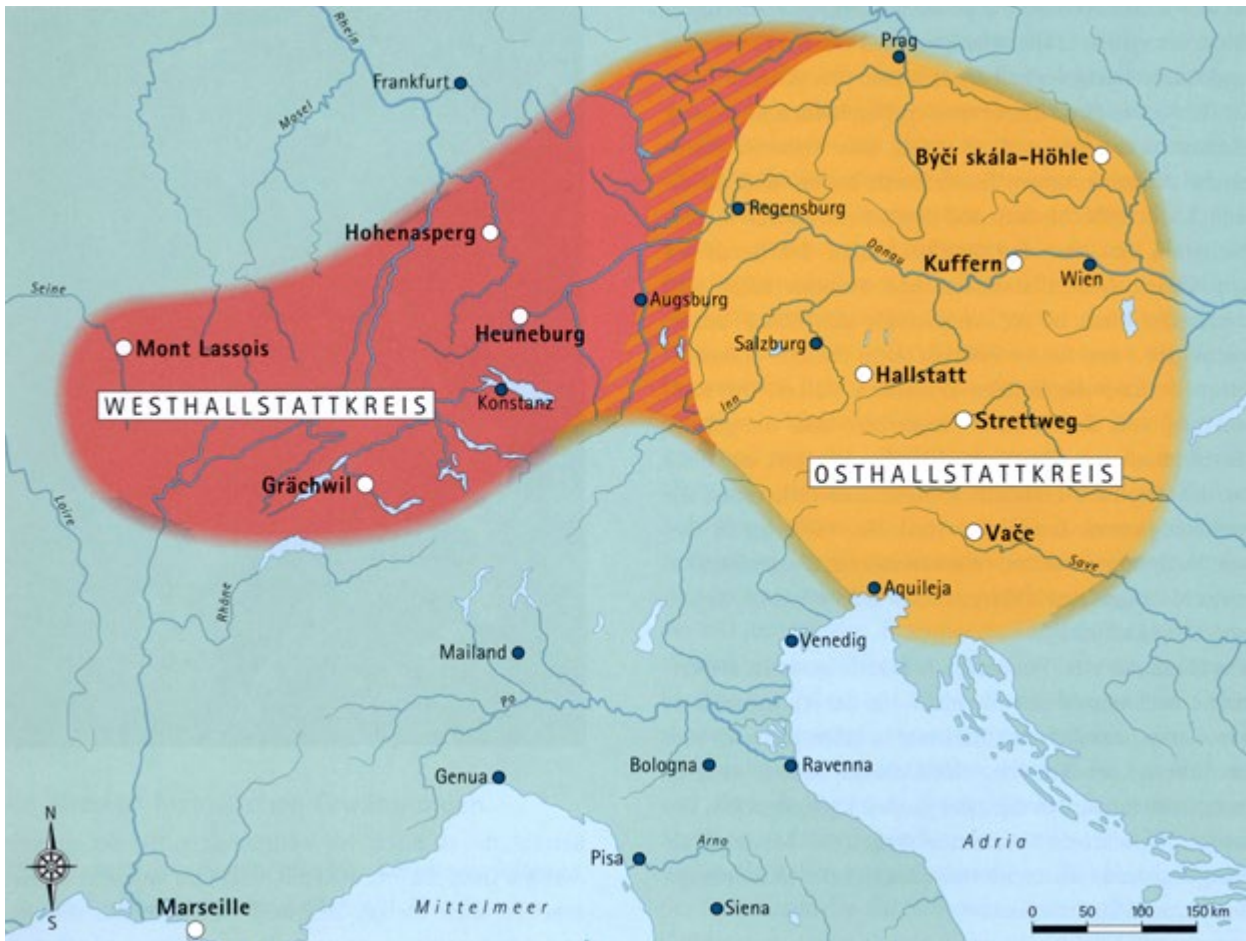 Rhein
Prag
Frankfurt
Mosel
Býčí skála-Höhle
Regensburg
Hohenasperg
Donau
Kuffern
Wien
Seine
Augsburg
Heuneburg
Mont Lassois
Salzburg
Hallstatt
WESTHALLSTATTKREIS
Konstanz
Inn
Strettweg
OSTHALLSTATTKREIS
Grächwil
Loire
Vače
Save
Aquileja
Rhône
Venedig
Mailand
Po
Bologna
Ravenna
Genua
N
Arno
Adria
Pisa
S
Marseille
Mittelmeer
Siena
0 50 100 150 km